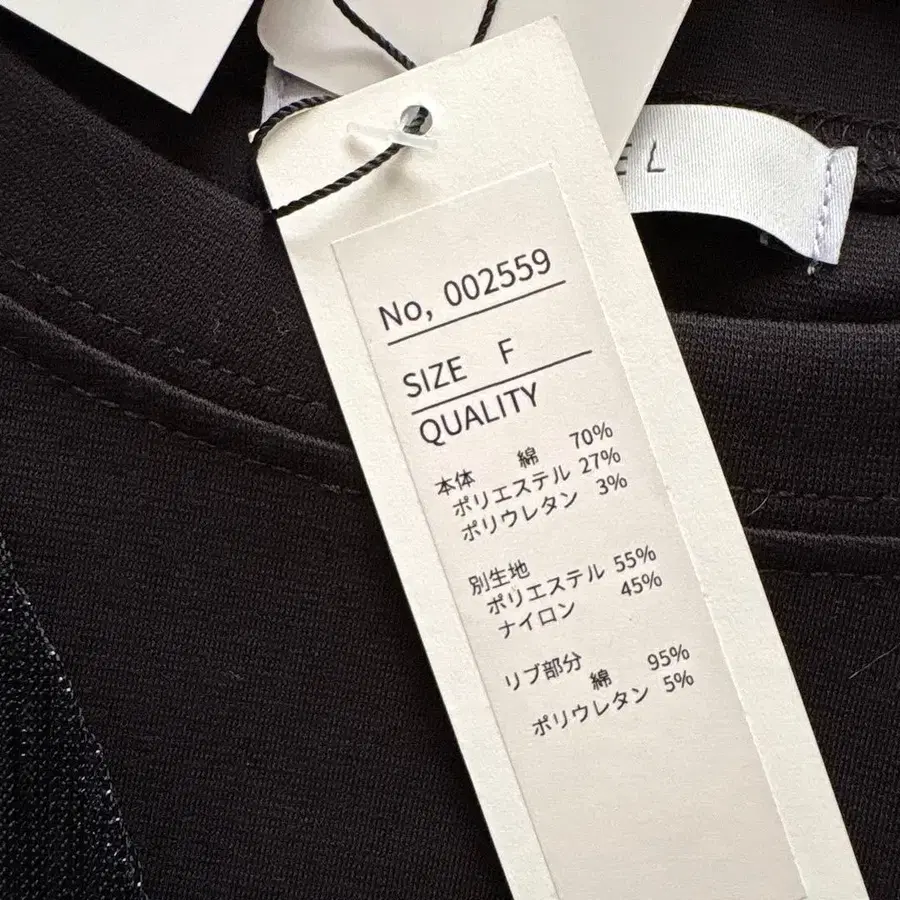 No, 002559
SIZE F
QUALITY
本体 綿 70%
ポリエステル 27%
ポリウレタン 3%
別生地
ポリエステル 55%
ナイロン 45%
リブ部分
綿 95%
ポリウレタン 5%